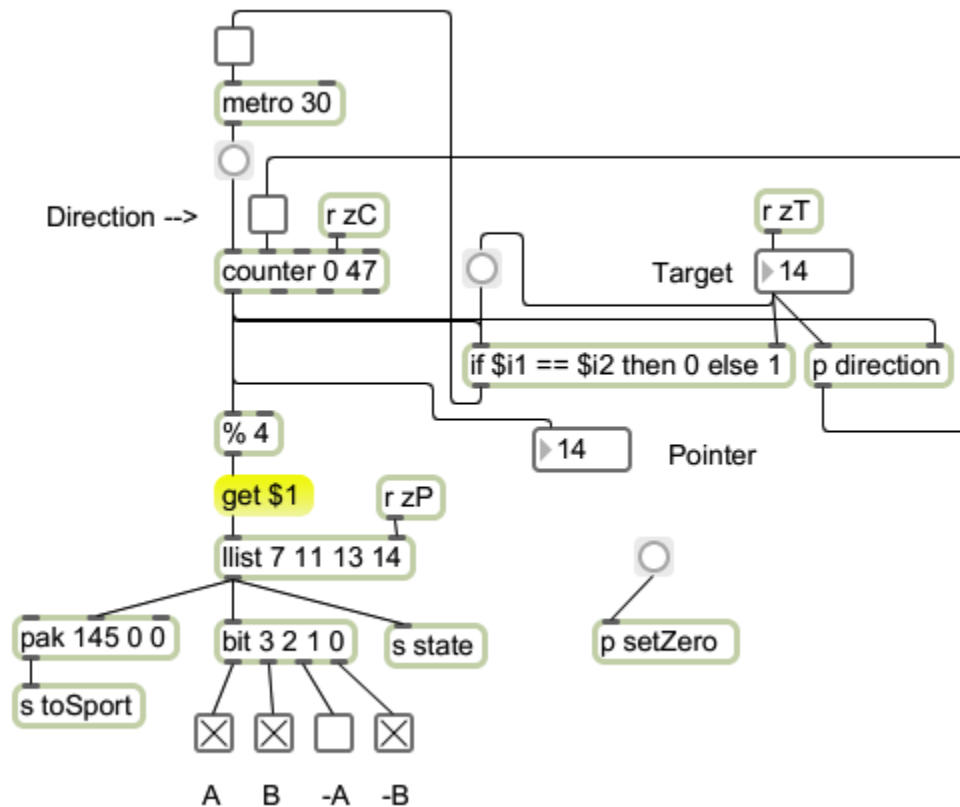 metro 30
Direction -->
r zC
r zT
counter 0 47
Target
14
if $i1 == $i2 then 0 else 1
p direction
% 4
14
Pointer
get $1
r zP
llist 7 11 13 14
pak 145 0 0
bit 3 2 1 0
s state
p setZero
s toSport
A B -A -B